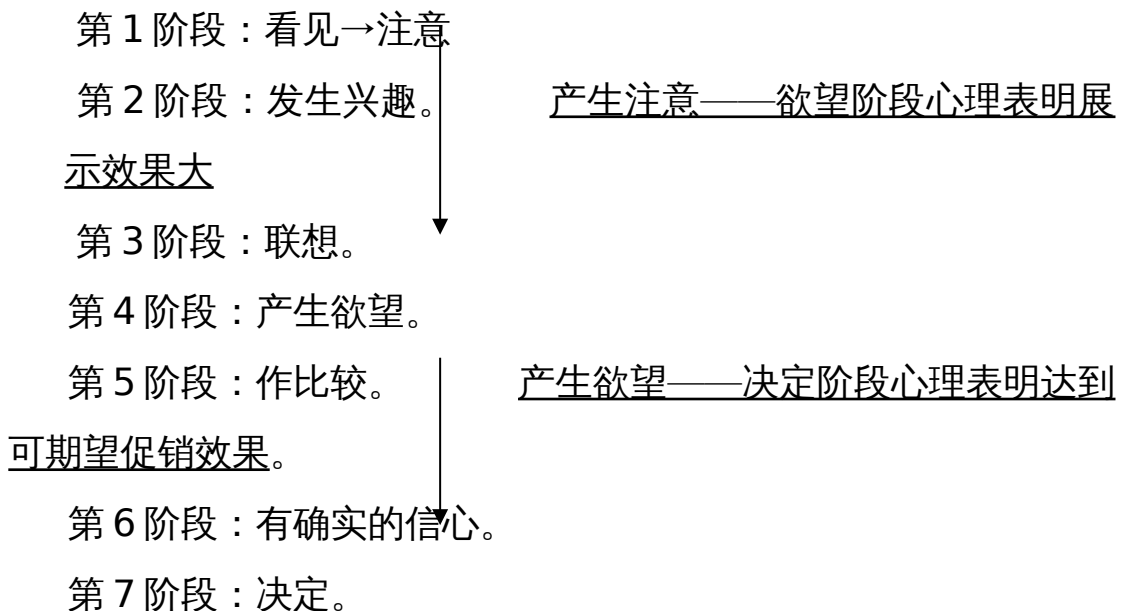 第 1 阶段：看见→注意
第 2 阶段：发生兴趣。 产生注意——欲望阶段心理表明展
示效果大
第 3 阶段：联想。
第 4 阶段：产生欲望。
第 5 阶段：作比较。 产生欲望——决定阶段心理表明达到
可期望促销效果。
第 6 阶段：有确实的信心。
第 7 阶段：决定。